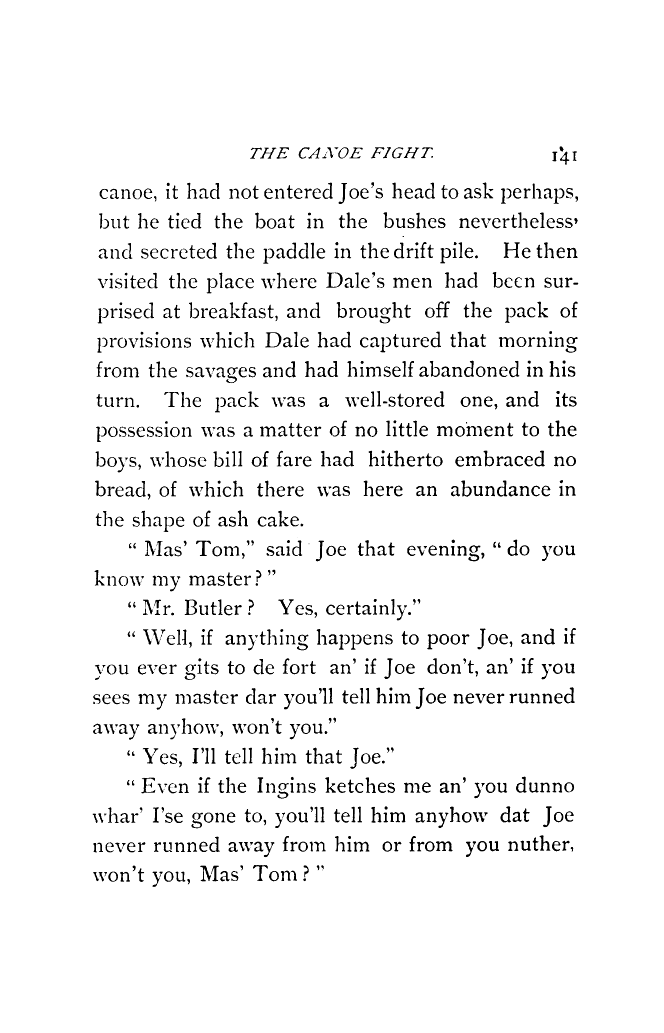 THE CANOE FIGHT. 141
canoe, it had not entered Joe's head to ask perhaps,
but he tied the boat in the bushes nevertheless,
and secreted the paddle in the drift pile. He then
visited the place where Dale's men had been sur-
prised at breakfast, and brought off the pack of
provisions which Dale had captured that morning
from the savages and had himself abandoned in his
turn. The pack was a well-stored one, and its
possession was a matter of no little moment to the
boys, whose bill of fare had hitherto embraced no
bread, of which there was here an abundance in
the shape of ash cake.
" Mas' Tom," said Joe that evening, " do you
know my master ? "
" Mr. Butler ? Yes, certainly."
" Well, if anything happens to poor Joe, and if
you ever gits to de fort an' if Joe don't, an' if you
sees my master dar you'll tell him Joe never runned
away anyhow, won't you."
" Yes, I'll tell him that Joe."
" Even if the Ingins ketches me an' you dunno
whar' I'se gone to, you'll tell him anyhow dat Joe
never runned away from him or from you nuther,
won't you, Mas' Tom ? "